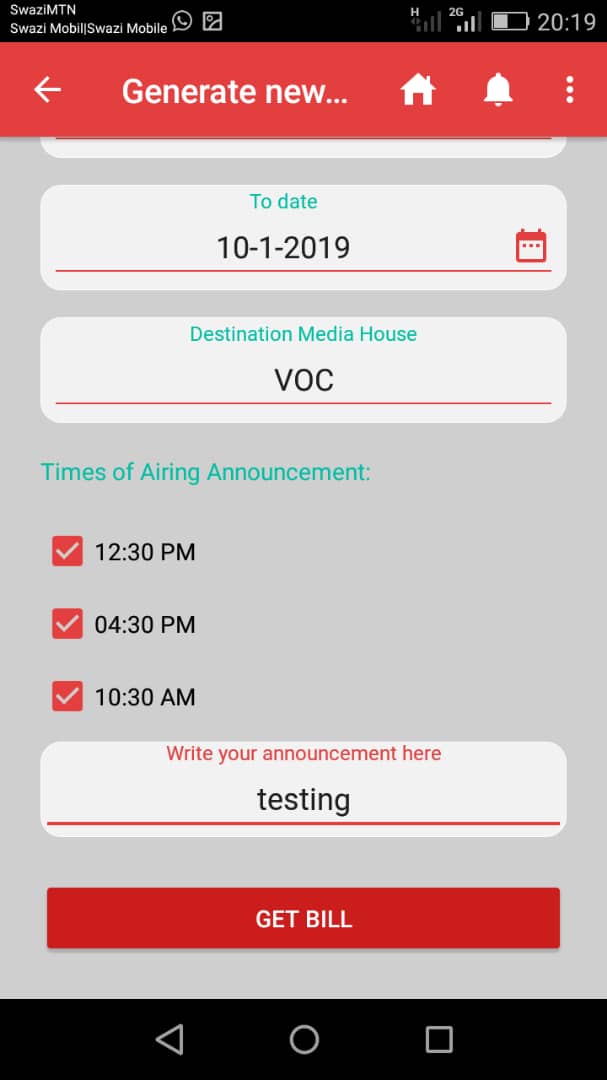 SwaziMTN
Swazi Mobil|Swazi Mobile
H
2G
20:19
Generate new...
To date
10-1-2019
Destination Media House
VOC
Times of Airing Announcement:
12:30 PM
04:30 PM
10:30 AM
Write your announcement here
testing
GET BILL